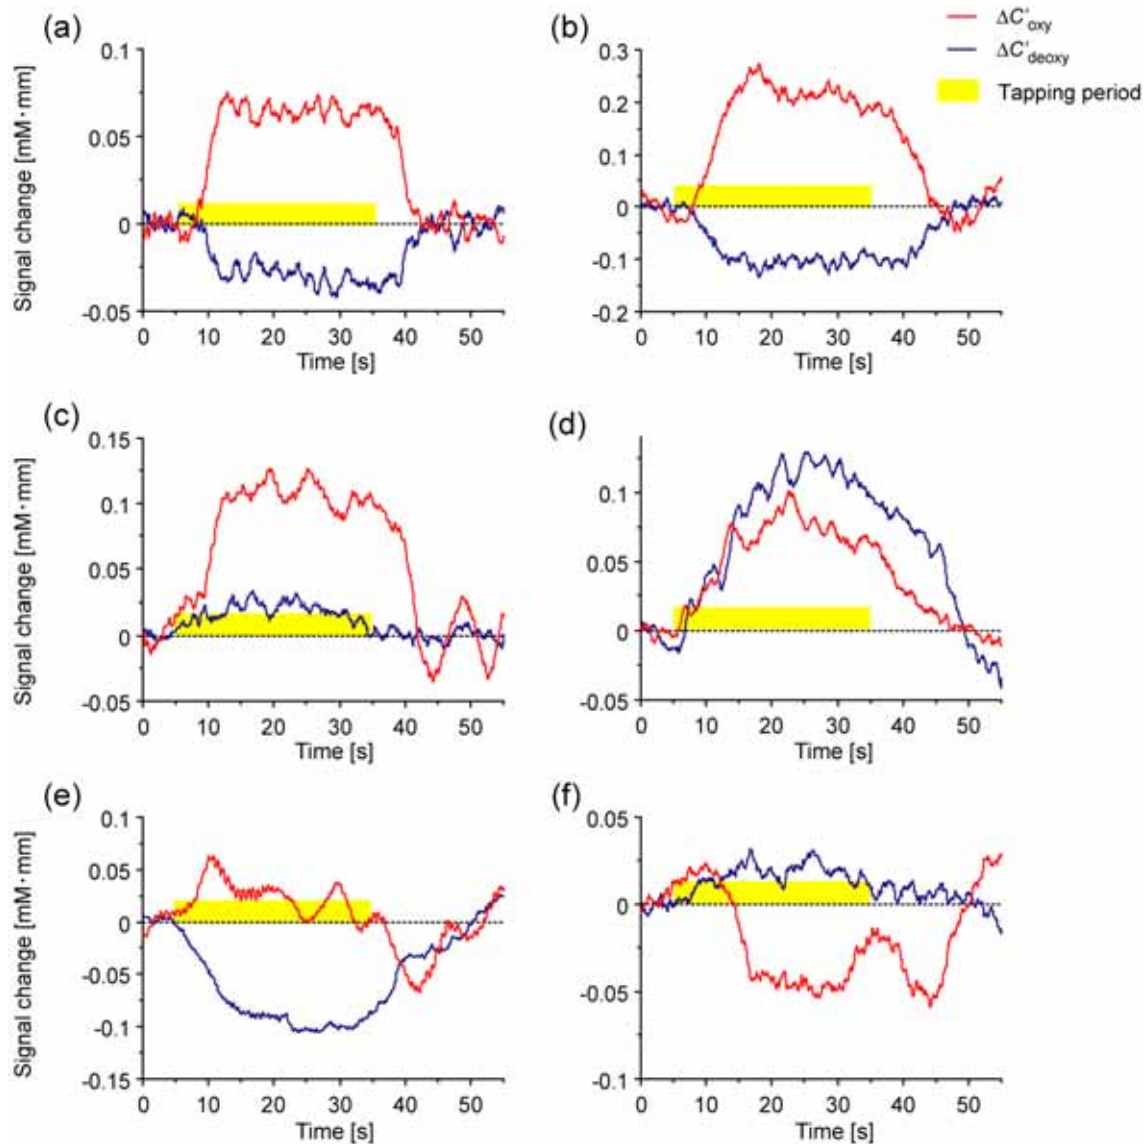 (a)
(b)
ΔC'oxy
ΔC'deoxy
Tapping period
Signal change [mM·mm]
0.1
0.05
0
-0.05
0 10 20 30 40 50
Time [s]
0.3
0.2
0.1
0
-0.1
-0.2
0 10 20 30 40 50
Time [s]
(c)
(d)
Signal change [mM·mm]
0.15
0.1
0.05
0
-0.05
0 10 20 30 40 50
Time [s]
0.1
0.05
0
-0.05
0 10 20 30 40 50
Time [s]
(e)
(f)
Signal change [mM·mm]
0.1
0.05
0
-0.05
-0.1
-0.15
0 10 20 30 40 50
Time [s]
0.05
0
-0.05
-0.1
0 10 20 30 40 50
Time [s]